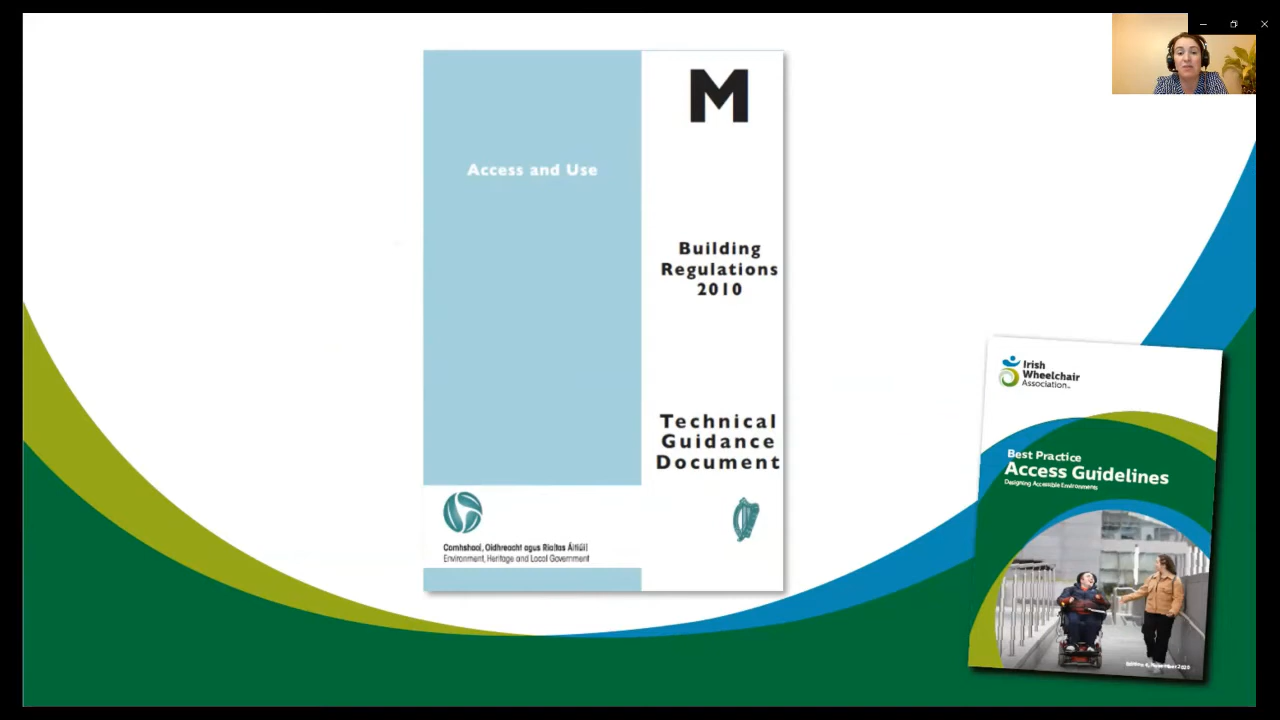 M
Access and Use
Building
Regulations
2010
Technical
Guidance
Document
Comhshaol, Oidhreacht agus Rialtas Áitiúil
Environment, Heritage and Local Government
Irish
Wheelchair
Association
Best Practice
Access Guidelines
Designing Accessible Environments